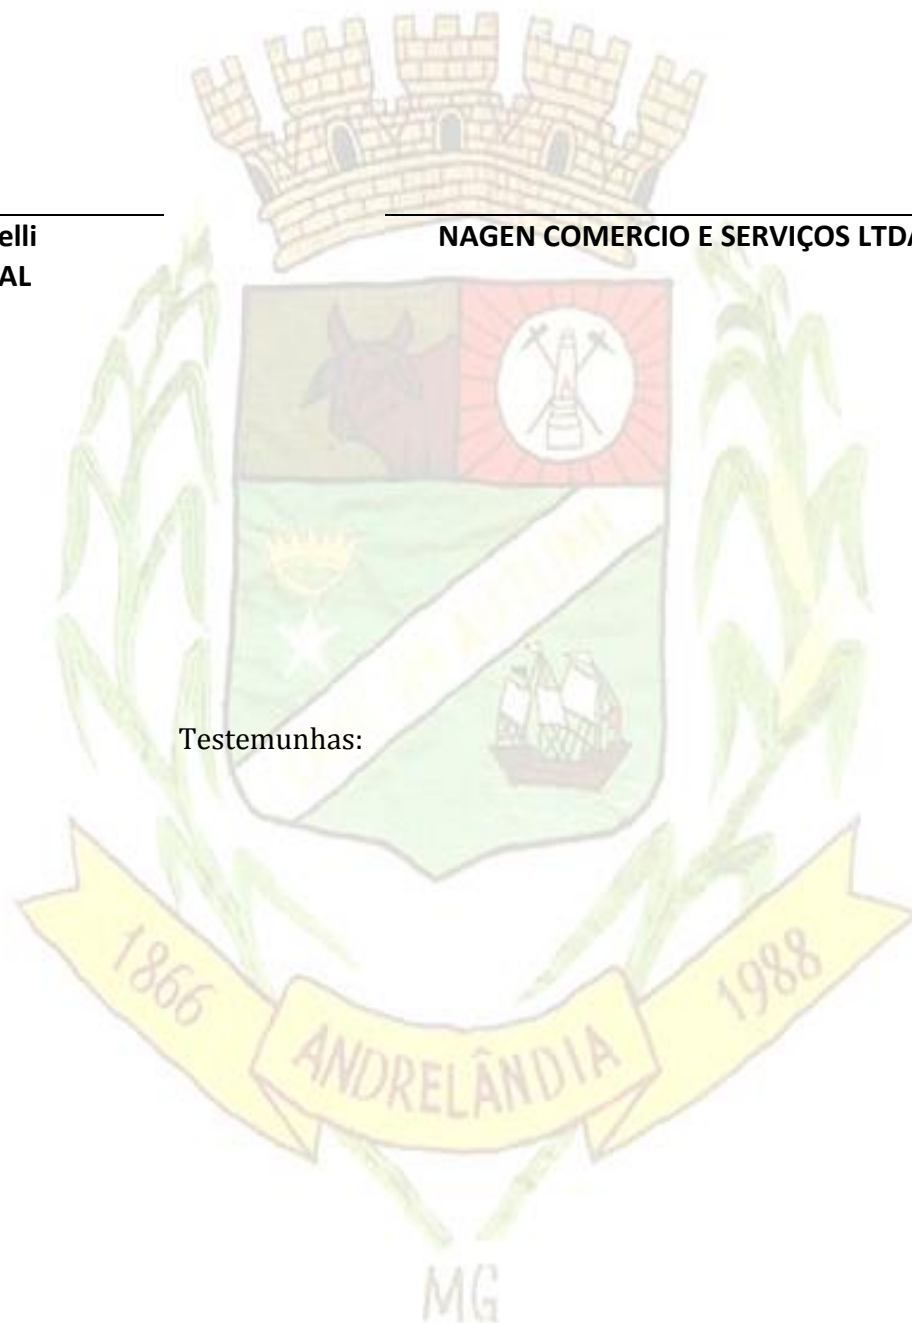 elli
NAGEN COMERCIO E SERVIÇOS LTDA
AL
Testemunhas:
1866
1988
ANDRELÂNDIA
MG